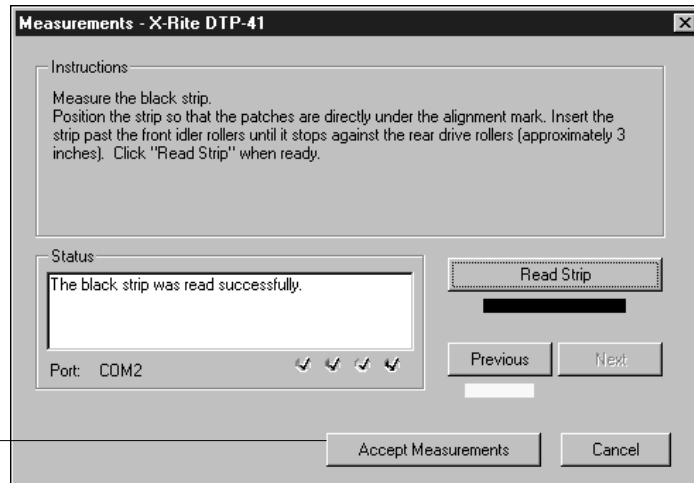 Measurements - X-Rite DTP-41
Instructions
Measure the black strip.
Position the strip so that the patches are directly under the alignment mark. Insert the
strip past the front idler rollers until it stops against the rear drive rollers (approximately 3
inches). Click "Read Strip" when ready.
Status
The black strip was read successfully.
Read Strip
Port: COM2
Previous
Next
Accept Measurements
Cancel